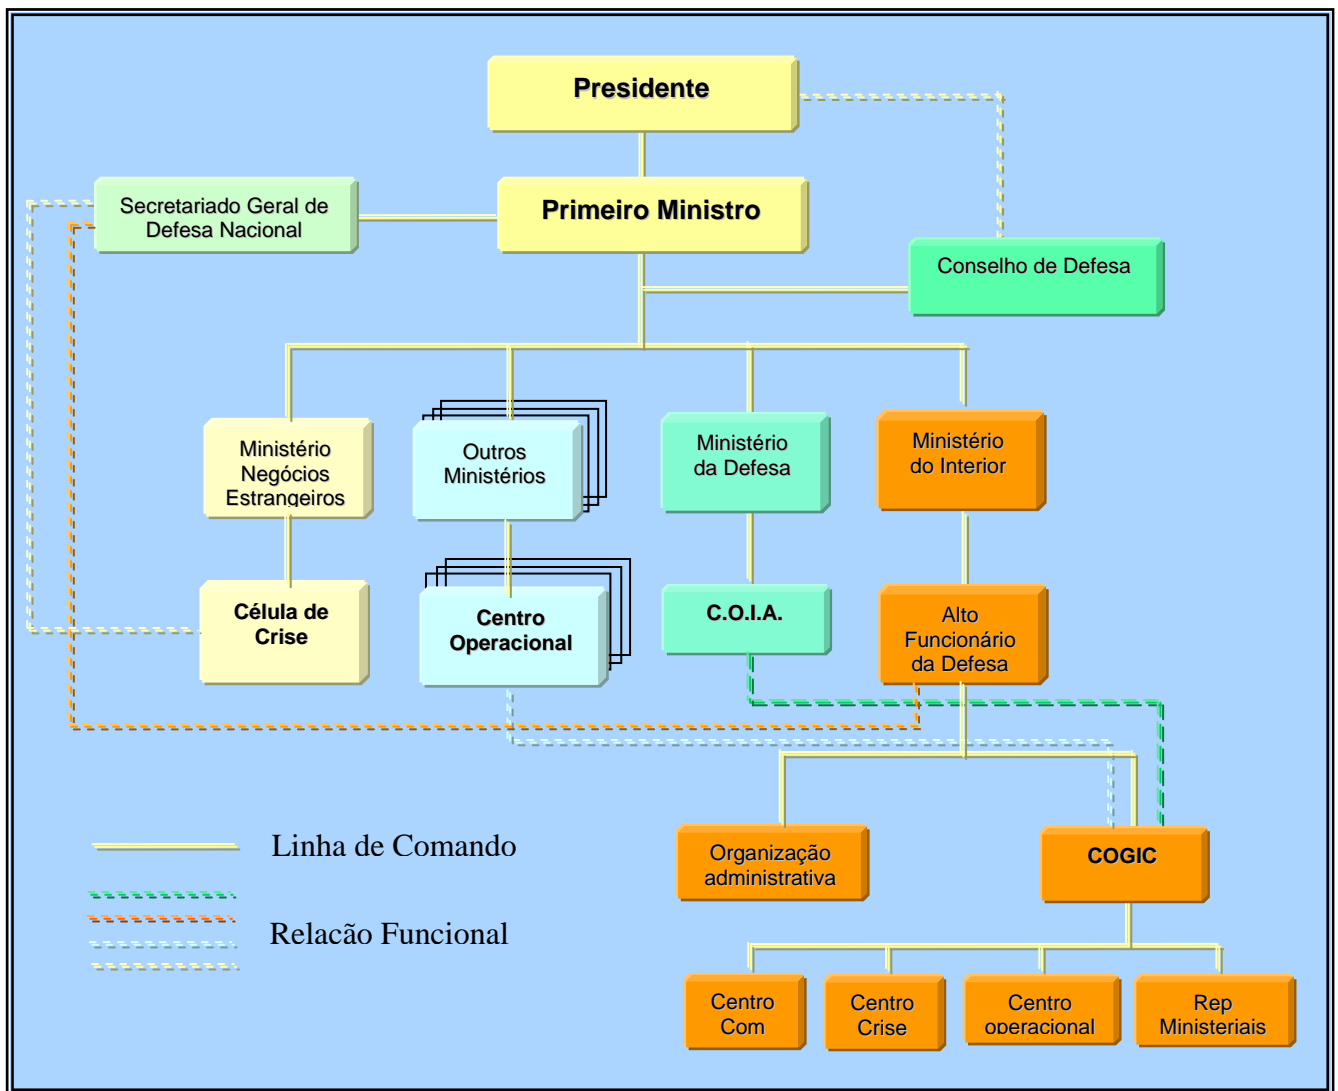 Presidente
Secretariado Geral de
Defesa Nacional
Primeiro Ministro
Conselho de Defesa
Ministério
Negócios
Estrangeiros
Outros
Ministérios
Ministério
da Defesa
Ministério
do Interior
Célula de
Crise
Centro
Operacional
C.O.I.A.
Alto
Funcionário
da Defesa
Organização
administrativa
COGIC
Linha de Comando
Relacão Funcional
Centro
Com
Centro
Crise
Centro
operacional
Rep
Ministeriais